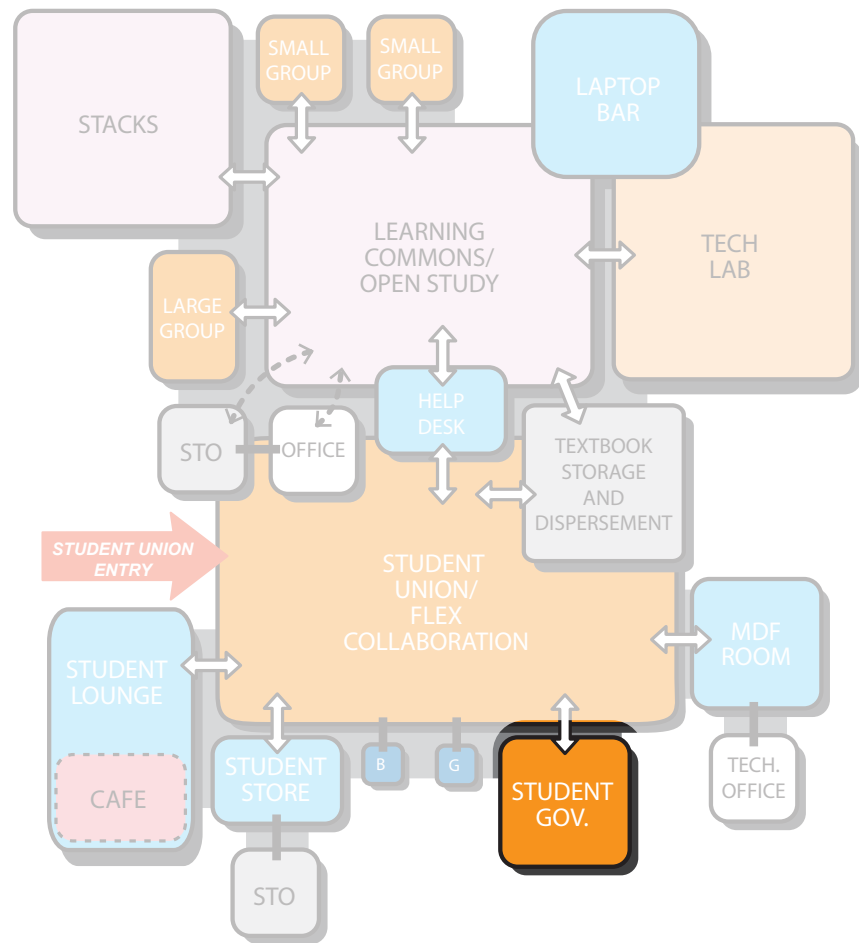 SMALL
GROUP
SMALL
GROUP
LAPTOP
BAR
STACKS
LEARNING
COMMONS/
OPEN STUDY
TECH
LAB
LARGE
GROUP
HELP
DESK
STO
OFFICE
TEXTBOOK
STORAGE
AND
DISPERSEMENT
STUDENT UNION
ENTRY
STUDENT
UNION/
FLEX
COLLABORATION
MDF
ROOM
STUDENT
LOUNGE
CAFE
STUDENT
STORE
B
G
STUDENT
GOV.
TECH.
OFFICE
STO